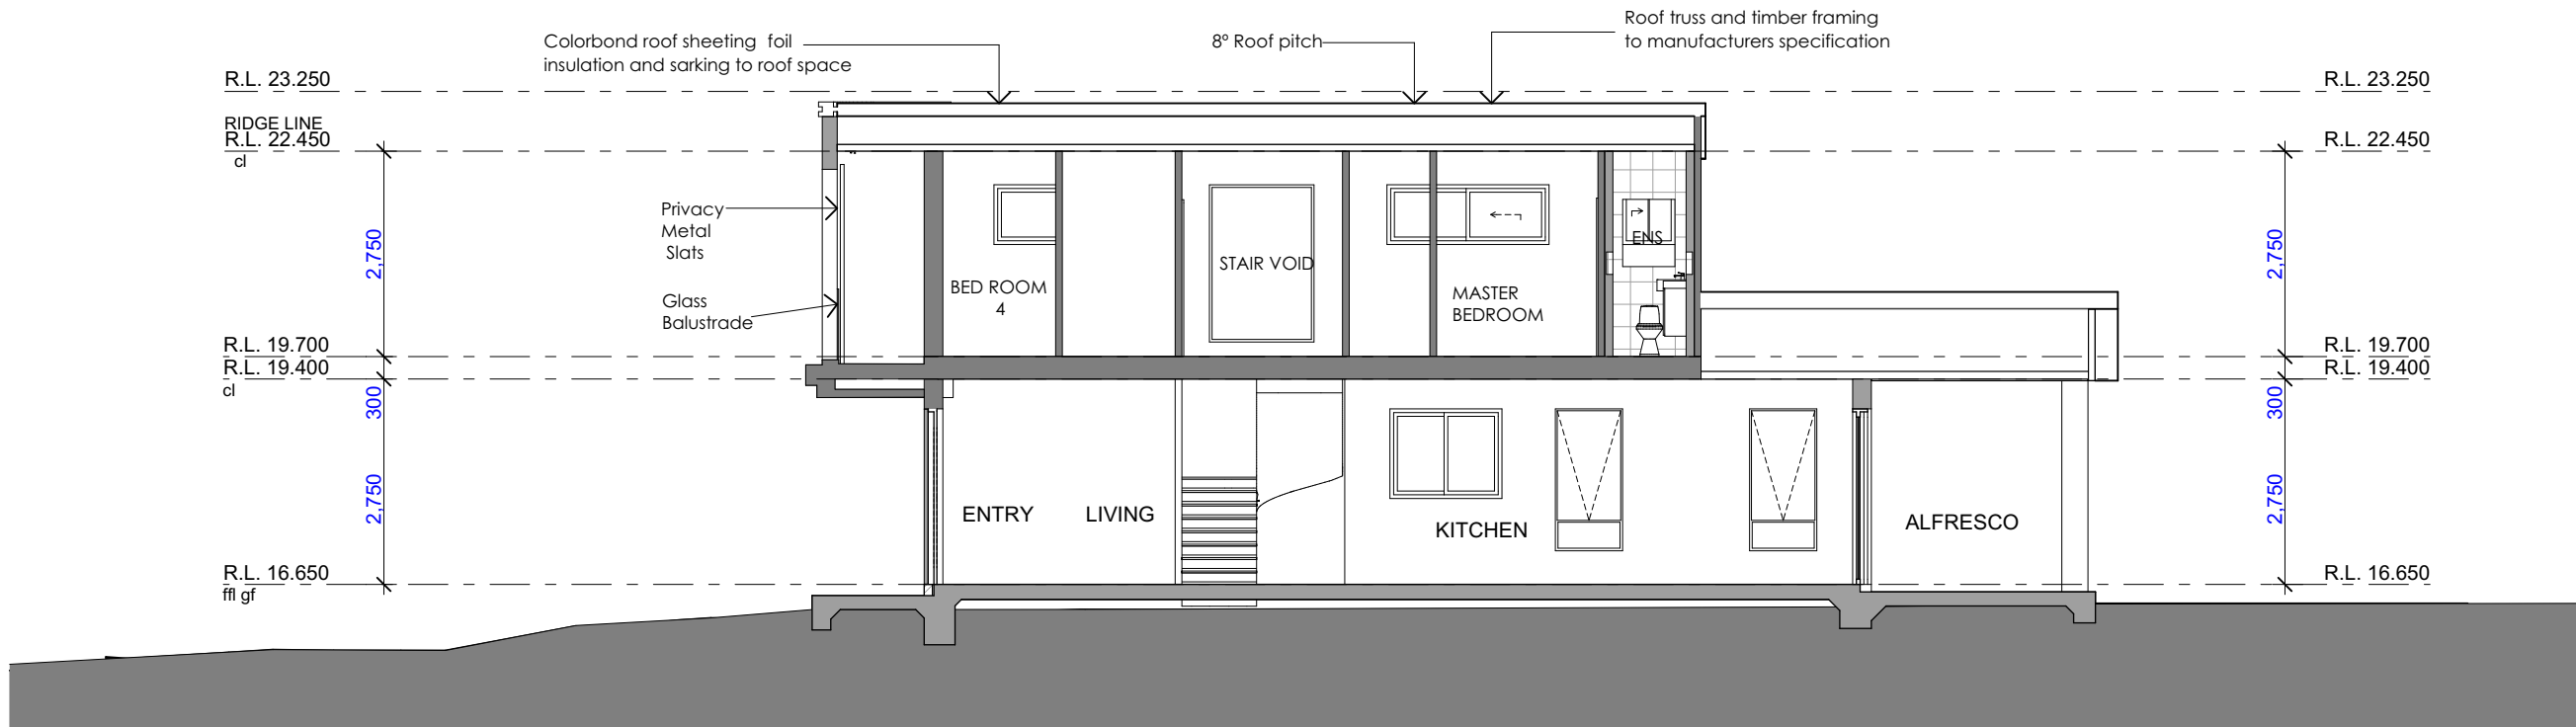 Roof truss and timber framing
to manufacturers specification
Colorbond roof sheeting foil
insulation and sarking to roof space
8º Roof pitch
R.L. 23.250
R.L. 23.250
RIDGE LINE
R.L. 22.450
cl
R.L. 22.450
Privacy
Metal
Slats
2,750
2,750
ENS
STAIR VOID
BED ROOM
4
MASTER
BEDROOM
Glass
Balustrade
R.L. 19.700
R.L. 19.700
R.L. 19.400
cl
R.L. 19.400
300
300
2,750
2,750
ENTRY
LIVING
KITCHEN
ALFRESCO
R.L. 16.650
ffl gf
R.L. 16.650